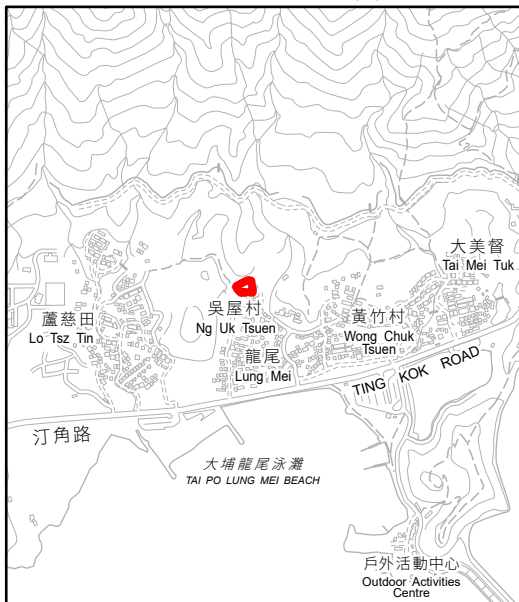 大美督
Tai Mei Tuk
吳屋村
Ng Uk Tsuen
蘆慈田
Lo Tsz Tin
黃竹村
Wong Chuk
Tsuen
龍尾
Lung Mei
TING KOK ROAD
汀角路
大埔龍尾泳灘
TAI PO LUNG MEI BEACH
戶外活動中心
Outdoor Activities
Centre